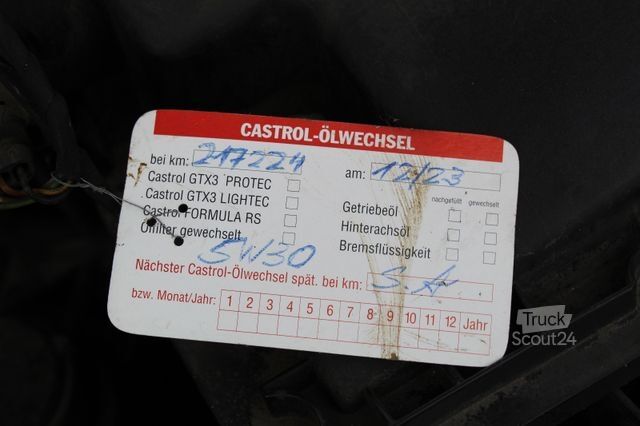 CASTROL-ÖLWECHSEL
bei km: 217224 am: 12/23
Castrol GTX3 PROTEC
Castrol GTX3 LIGHTEC
Castrol FORMULA RS
Ölfilter gewechselt
nachgefüllt gewechselt
Getriebeöl
Hinterachsöl
Bremsflüssigkeit
5W30
Nächster Castrol-Ölwechsel spät. bei km:
bzw. Monat/Jahr: 1 2 3 4 5 6 7 8 9 10 11 12 Jahr
Truck
Scout24